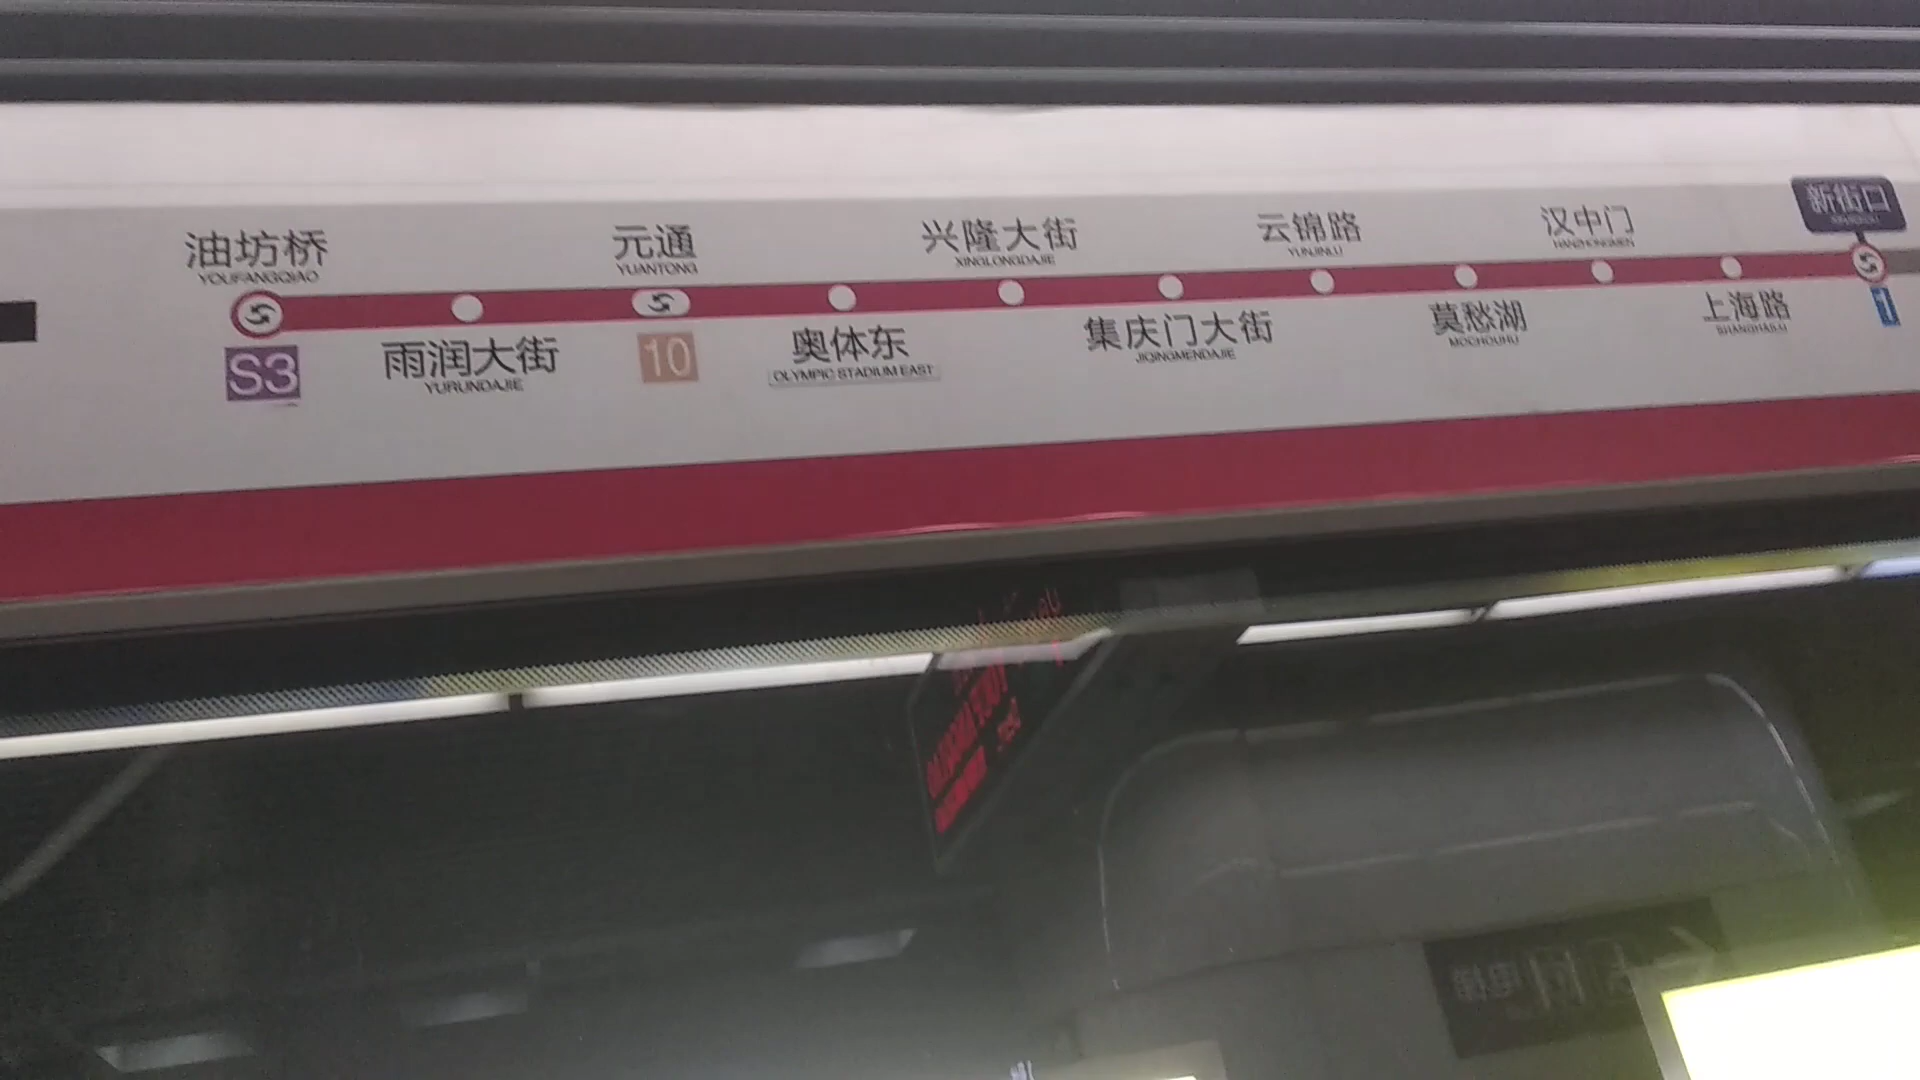 油坊桥
YOUFANGQIAO
S3
雨润大街
YURUNDAJIE
元通
YUANTONG
10
奥体东
OLYMPIC STADIUM EAST
兴隆大街
XINGLONGDAJIE
集庆门大街
JIQINGMENDAJIE
云锦路
YUNJINLU
莫愁湖
MOCHOUHU
汉中门
HANZHONGMEN
上海路
SHANGHAILU
新街口
1